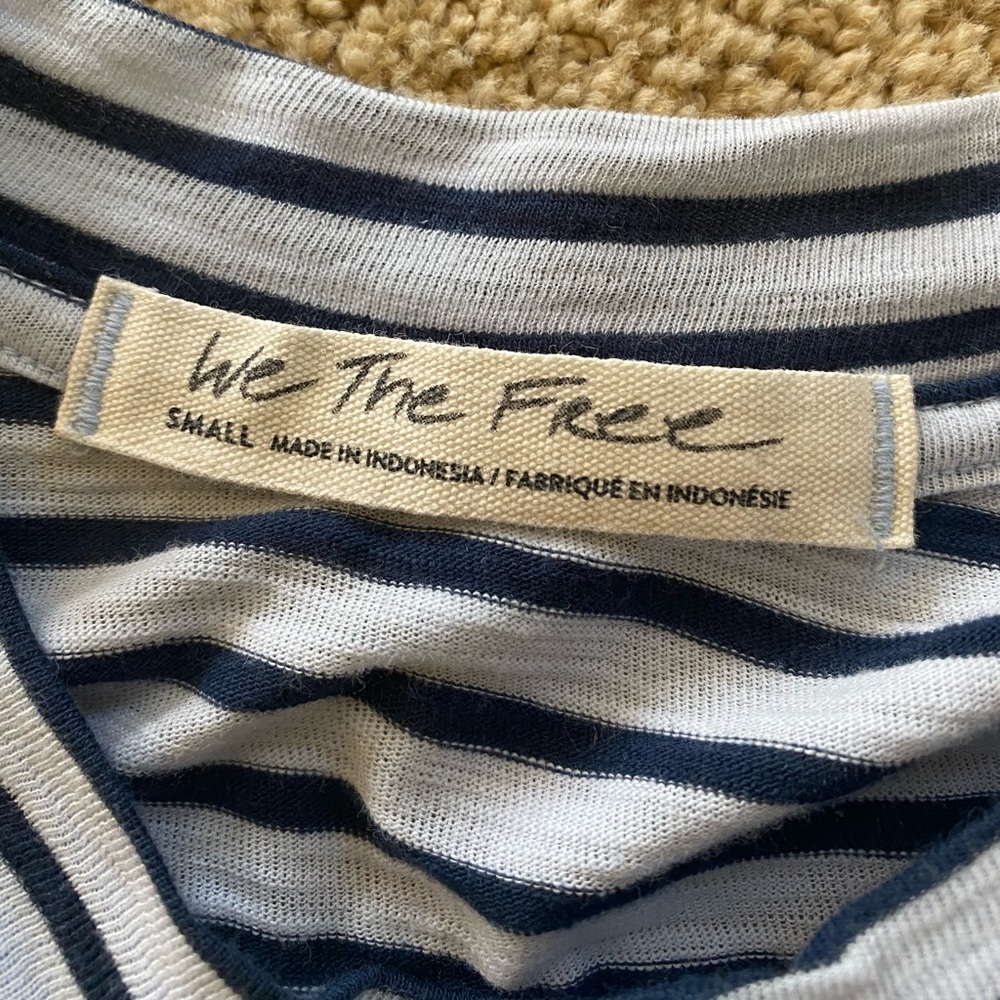 We The Free
SMALL MADE IN INDONESIA / FABRIQUÉ EN INDONÉSIE